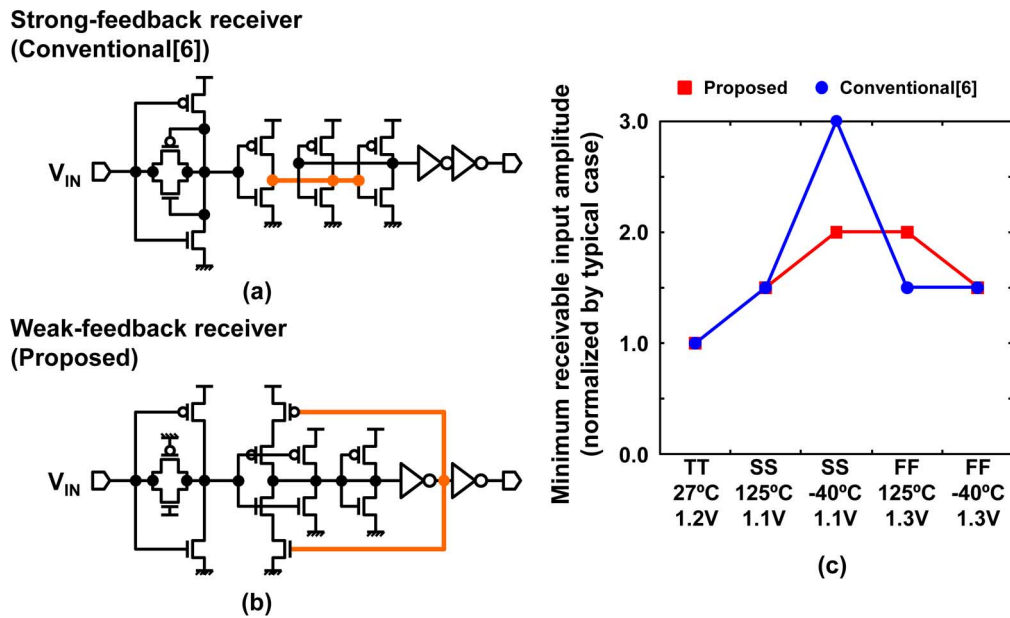 Strong-feedback receiver
(Conventional[6])
V_IN
(a)
Weak-feedback receiver
(Proposed)
V_IN
(b)
Proposed
Conventional[6]
Minimum receivable input amplitude
(normalized by typical case)
3.0
2.0
1.0
0.0
TT SS SS FF FF
27ºC 125ºC -40ºC 125ºC -40ºC
1.2V 1.1V 1.1V 1.3V 1.3V
(c)